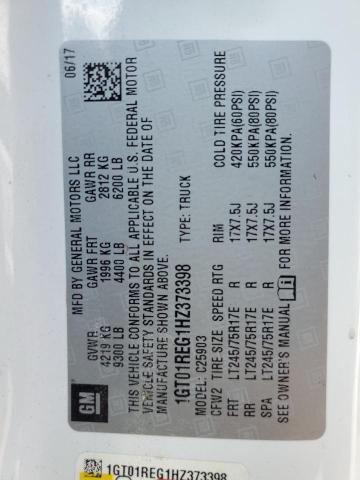 GM
MFD BY GENERAL MOTORS LLC 06/17
GVWR GAWR FRT GAWR RR
4219 KG 1996 KG 2812 KG
9300 LB 4400 LB 6200 LB
THIS VEHICLE CONFORMS TO ALL APPLICABLE U.S. FEDERAL MOTOR
VEHICLE SAFETY STANDARDS IN EFFECT ON THE DATE OF
MANUFACTURE SHOWN ABOVE.
1GT01REG1HZ373398 TYPE: TRUCK
MODEL: C25903
CFW2 TIRE SIZE SPEED RTG RIM COLD TIRE PRESSURE
FRT LT245/75R17E R 17X7.5J 420KPA(60PSI)
RR LT245/75R17E R 17X7.5J 550KPA(80PSI)
SPA LT245/75R17E R 17X7.5J 550KPA(80PSI)
SEE OWNER'S MANUAL FOR MORE INFORMATION.
1GT01REG1HZ373398